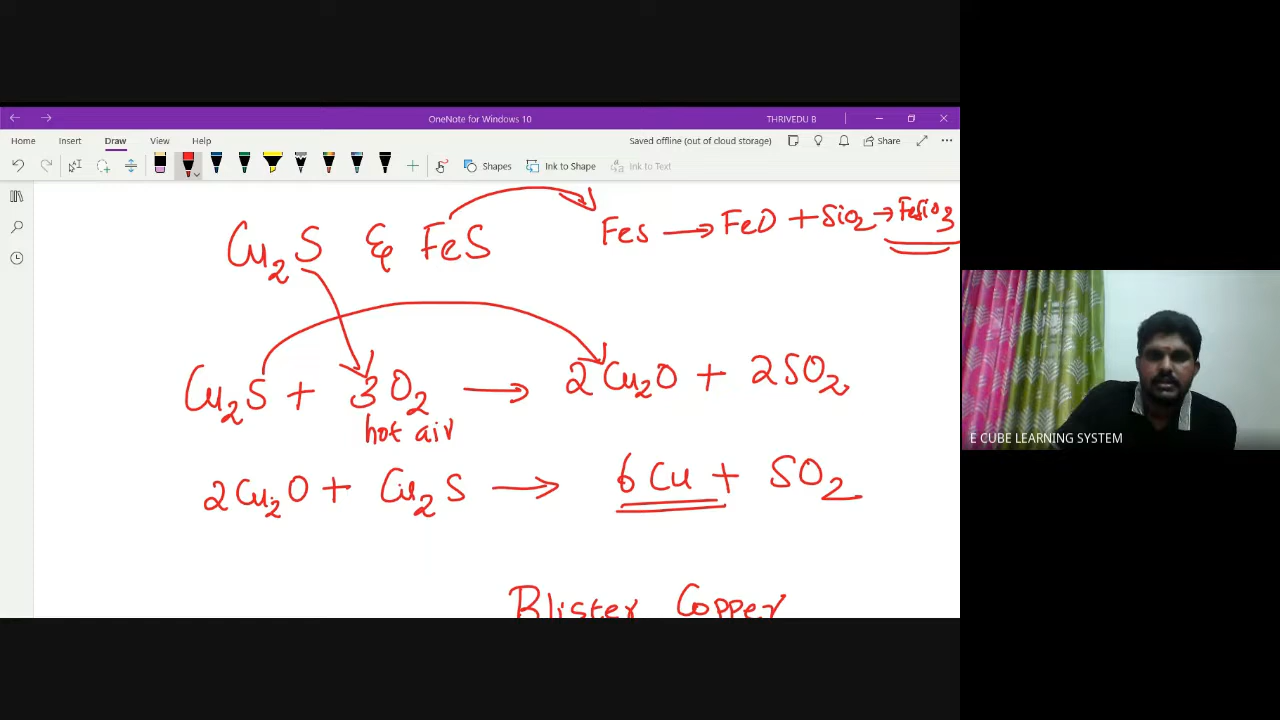 OneNote for Windows 10
THRIVEDU B
Home Insert Draw View Help
Saved offline (out of cloud storage)
Share
Shapes Ink to Shape Ink to Text
Cu2S & FeS
FeS → FeO + SiO2 → FeSiO3
Cu2S + 3O2 → 2Cu2O + 2SO2
hot air
2Cu2O + Cu2S → 6Cu + SO2
Blister Copper
E CUBE LEARNING SYSTEM